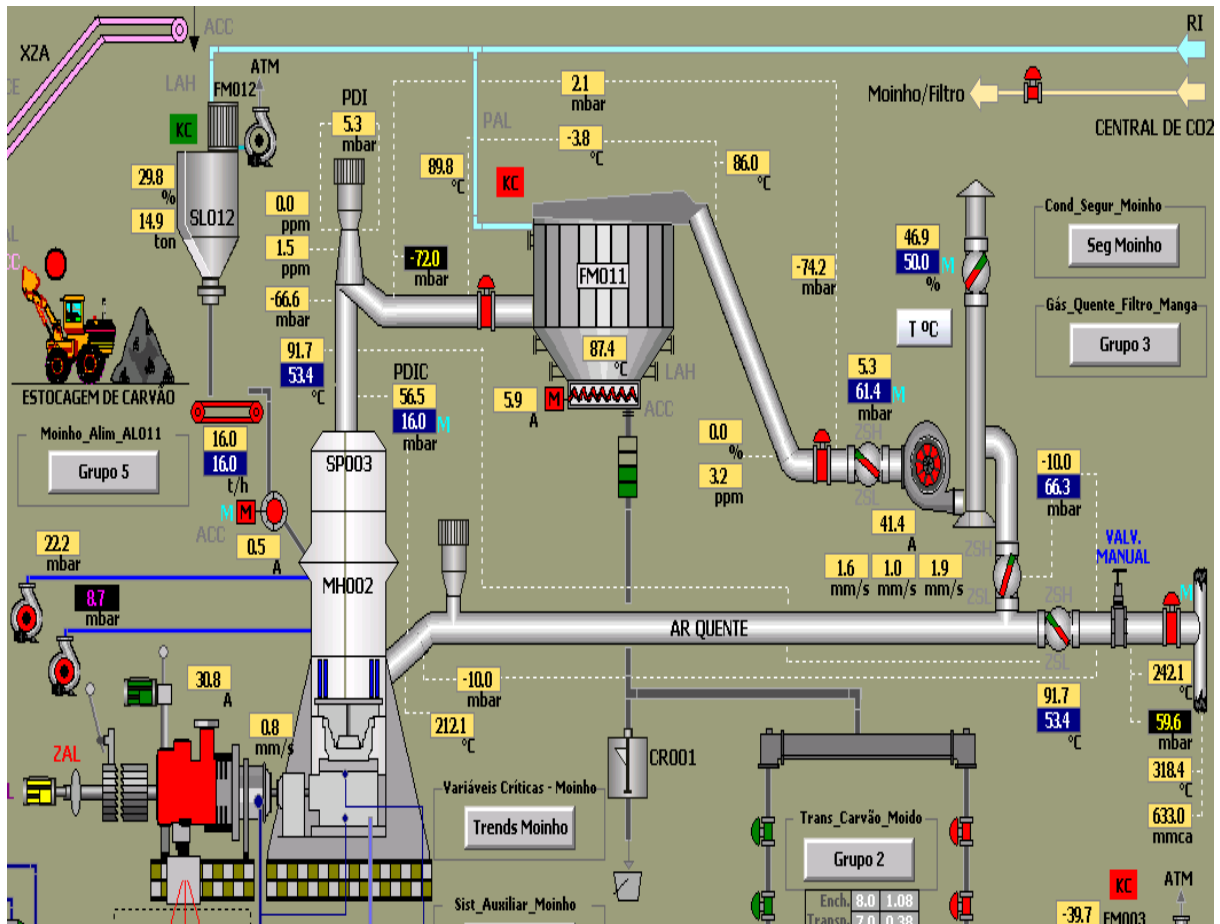 X2A
ACC
RI
LAH
FM012
ATM
KC
29.8
%
14.9
ton
SL012
PDI
5.3
mbar
0.0
ppm
1.5
ppm
-66.6
mbar
2.1
mbar
PAL
-3.8
°C
89.8
°C
KC
86.0
°C
-72.0
mbar
FM011
87.4
°C
LAH
ACC
M
5.9
A
-74.2
mbar
Moinho/Filtro
CENTRAL DE CO2
46.9
50.0
M
%
T ºC
Cond_Segur_Moinho
Seg Moinho
Gás_Quente_Filtro_Manga
Grupo 3
ESTOCAGEM DE CARVÃO
Moinho_Alim_AL011
Grupo 5
16.0
16.0
t/h
M
M
ACC
0.5
A
91.7
53.4
°C
PDIC
56.5
16.0
M
mbar
SP003
MH002
0.0
%
3.2
ppm
5.3
61.4
M
mbar
ZSH
ZSL
41.4
A
1.6
1.0
1.9
mm/s
mm/s
mm/s
-10.0
66.3
mbar
ZSH
ZSL
VALV.
MANUAL
ZSH
ZSL
M
22.2
mbar
8.7
mbar
AR QUENTE
-10.0
mbar
212.1
°C
91.7
53.4
°C
242.1
°C
59.6
mbar
318.4
°C
633.0
mmca
30.8
A
0.8
mm/s
ZAL
CR001
Variáveis Críticas - Moinho
Trends Moinho
Trans_Carvão_Moido
Grupo 2
Ench. 8.0 1.08
Transp. 7.0 0.38
Sist_Auxiliar_Moinho
KC
ATM
-39.7
FM003